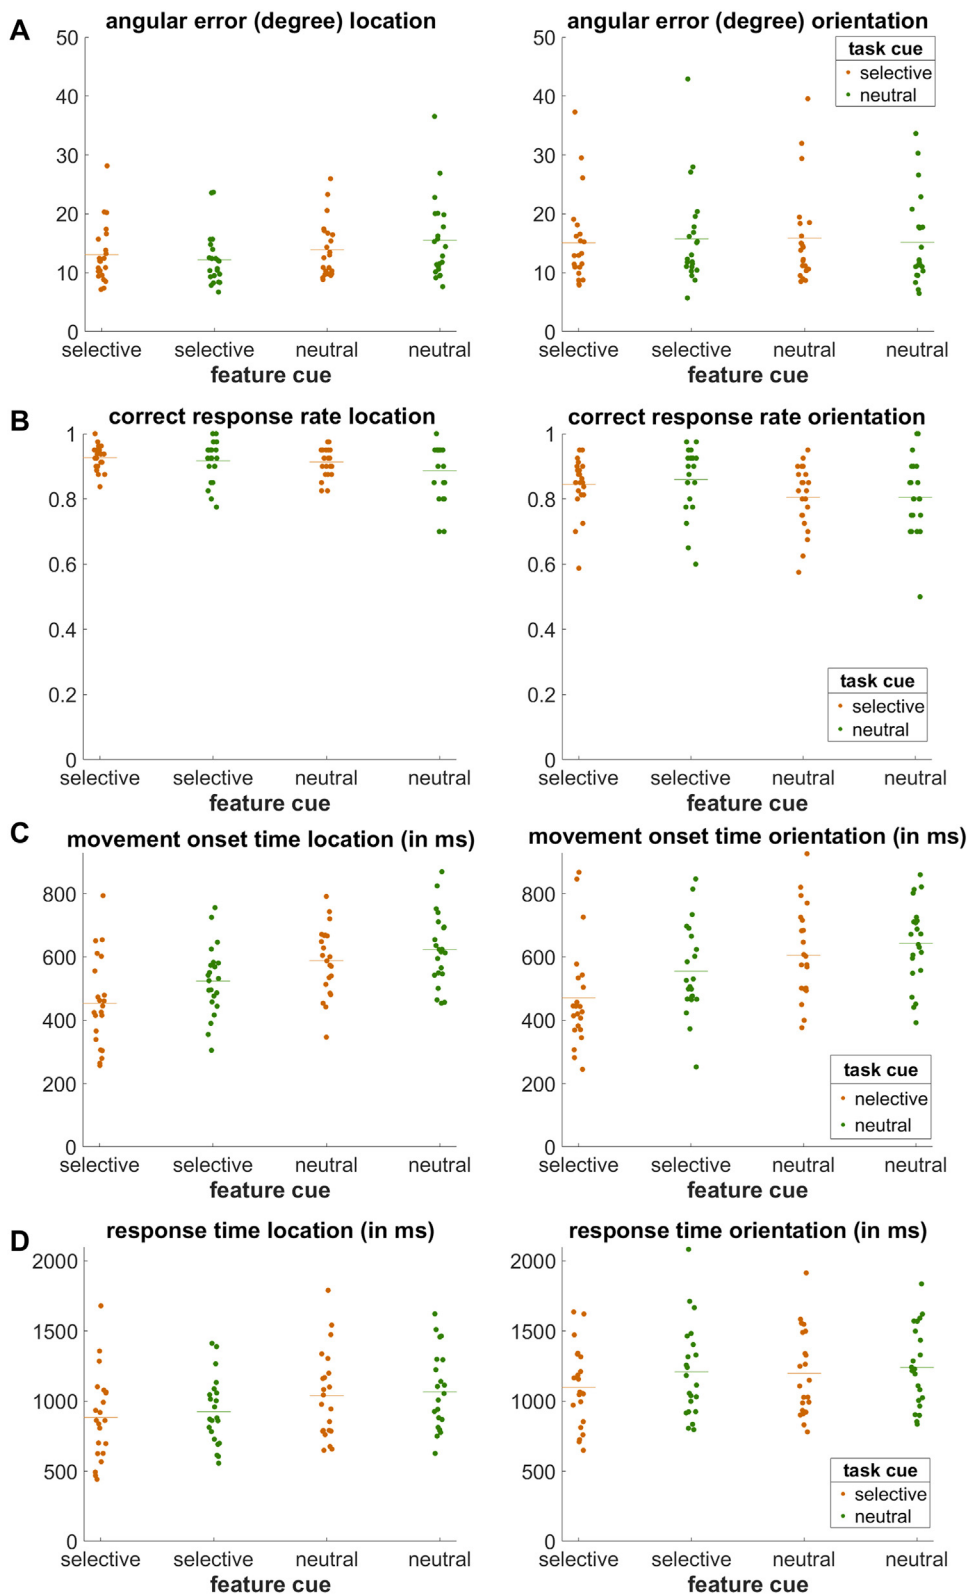 A
angular error (degree) location
50
40
30
20
10
0
selective selective neutral neutral
feature cue
angular error (degree) orientation
50
40
30
20
10
0
task cue
selective
neutral
selective selective neutral neutral
feature cue
B
correct response rate location
1
0.8
0.6
0.4
0.2
0
selective selective neutral neutral
feature cue
correct response rate orientation
1
0.8
0.6
0.4
0.2
0
task cue
selective
neutral
selective selective neutral neutral
feature cue
C
movement onset time location (in ms)
800
600
400
200
0
selective selective neutral neutral
feature cue
movement onset time orientation (in ms)
800
600
400
200
0
task cue
nelective
neutral
selective selective neutral neutral
feature cue
D
response time location (in ms)
2000
1500
1000
500
0
selective selective neutral neutral
feature cue
response time orientation (in ms)
2000
1500
1000
500
0
task cue
selective
neutral
selective selective neutral neutral
feature cue